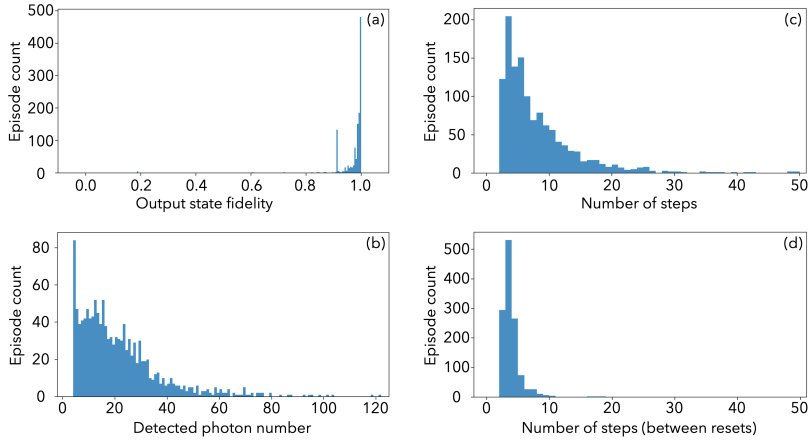 (a)
Episode count
500
400
300
200
100
0
0.0 0.2 0.4 0.6 0.8 1.0
Output state fidelity
(c)
Episode count
200
150
100
50
0
0 10 20 30 40 50
Number of steps
(b)
Episode count
80
60
40
20
0
0 20 40 60 80 100 120
Detected photon number
(d)
Episode count
500
400
300
200
100
0
0 10 20 30 40 50
Number of steps (between resets)